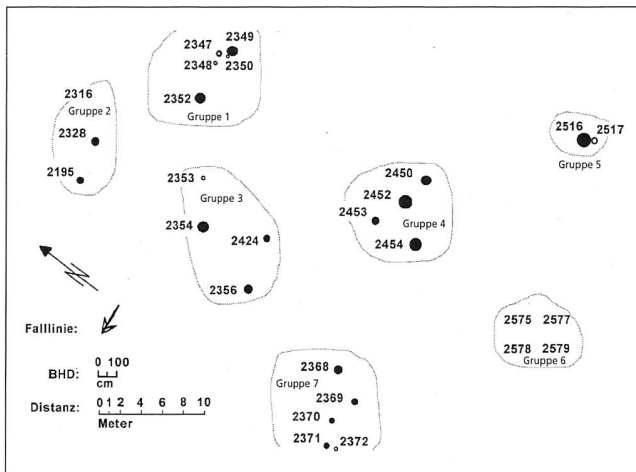 2347 2349
2348 2350
2352
Gruppe 1
2316
Gruppe 2
2328
2195
2353
Gruppe 3
2354
2424
2356
2450
2452
2453 Gruppe 4
2454
2516 2517
Gruppe 5
2575 2577
2578 2579
Gruppe 6
2368
Gruppe 7
2369
2370
2371 2372
Falllinie:
0 100
BHD:
cm
Distanz: 0 1 2 4 6 8 10
Meter